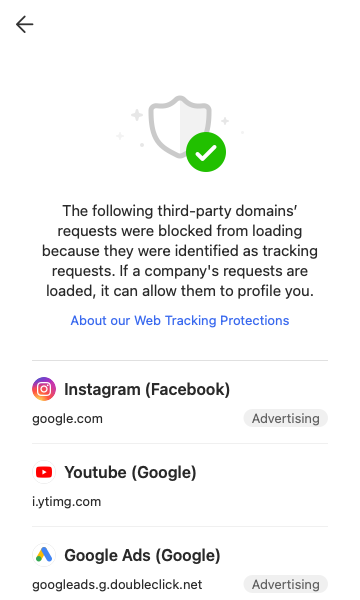 The following third-party domains’
requests were blocked from loading
because they were identified as tracking
requests. If a company's requests are
loaded, it can allow them to profile you.
About our Web Tracking Protections
Instagram (Facebook)
google.com Advertising
Youtube (Google)
i.ytimg.com
Google Ads (Google)
googleads.g.doubleclick.net Advertising